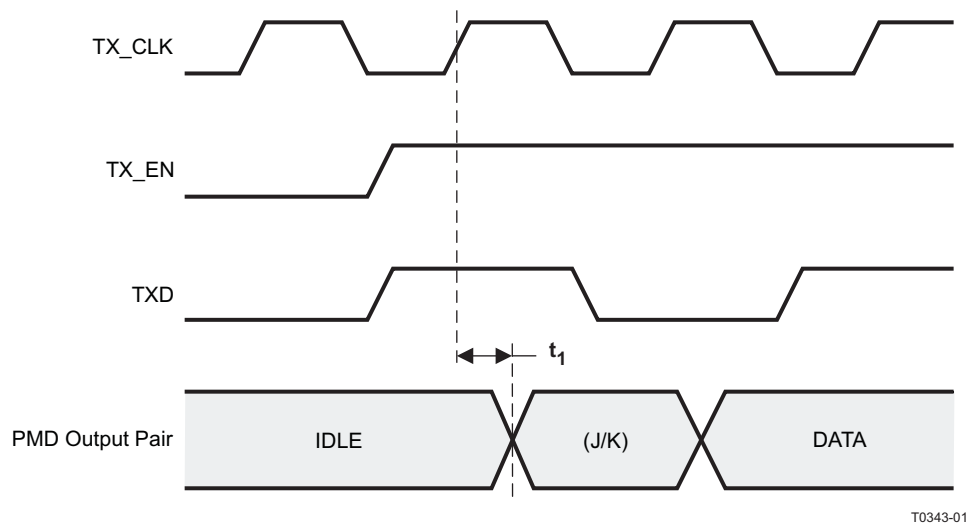 TX_CLK
TX_EN
TXD
t1
PMD Output Pair
IDLE
(J/K)
DATA
T0343-01